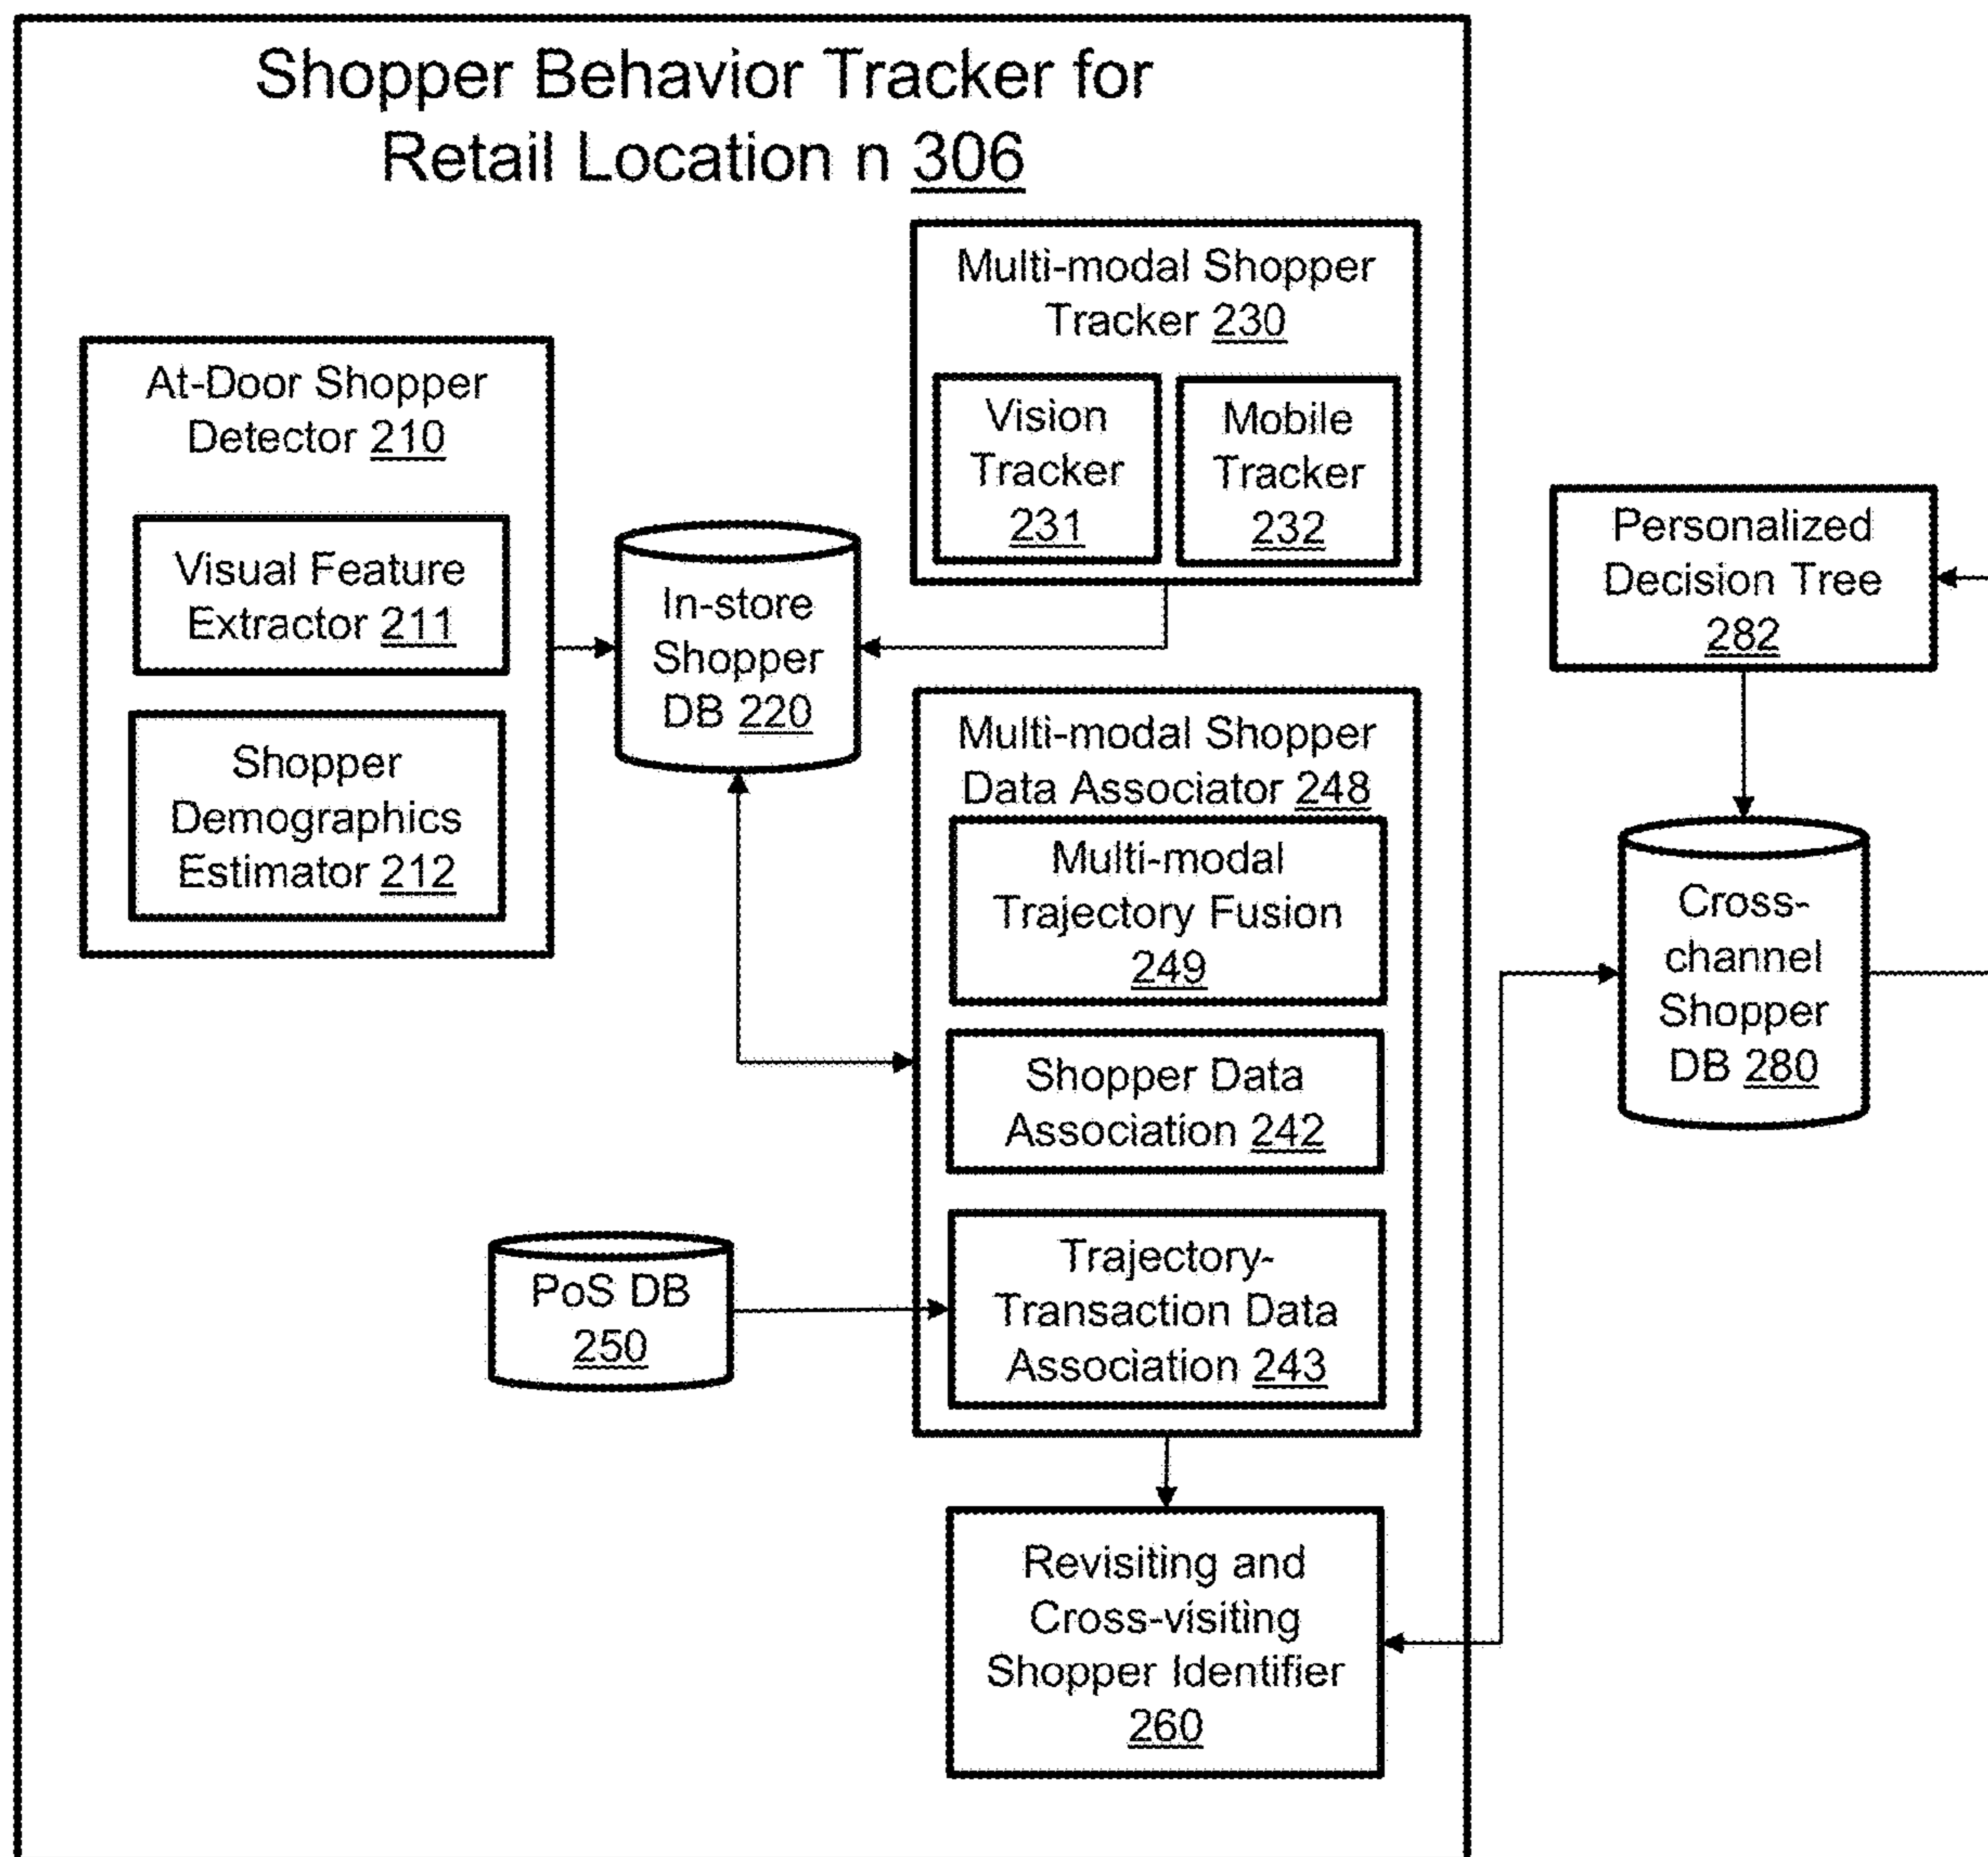 Shopper Behavior Tracker for
Retail Location n 306
Multi-modal Shopper
Tracker 230
Vision
Tracker
231
Mobile
Tracker
232
At-Door Shopper
Detector 210
Visual Feature
Extractor 211
Shopper
Demographics
Estimator 212
In-store
Shopper
DB 220
Multi-modal Shopper
Data Associator 248
Multi-modal
Trajectory Fusion
249
Shopper Data
Association 242
Trajectory-
Transaction Data
Association 243
PoS DB
250
Revisiting and
Cross-visiting
Shopper Identifier
260
Personalized
Decision Tree
282
Cross-
channel
Shopper
DB 280